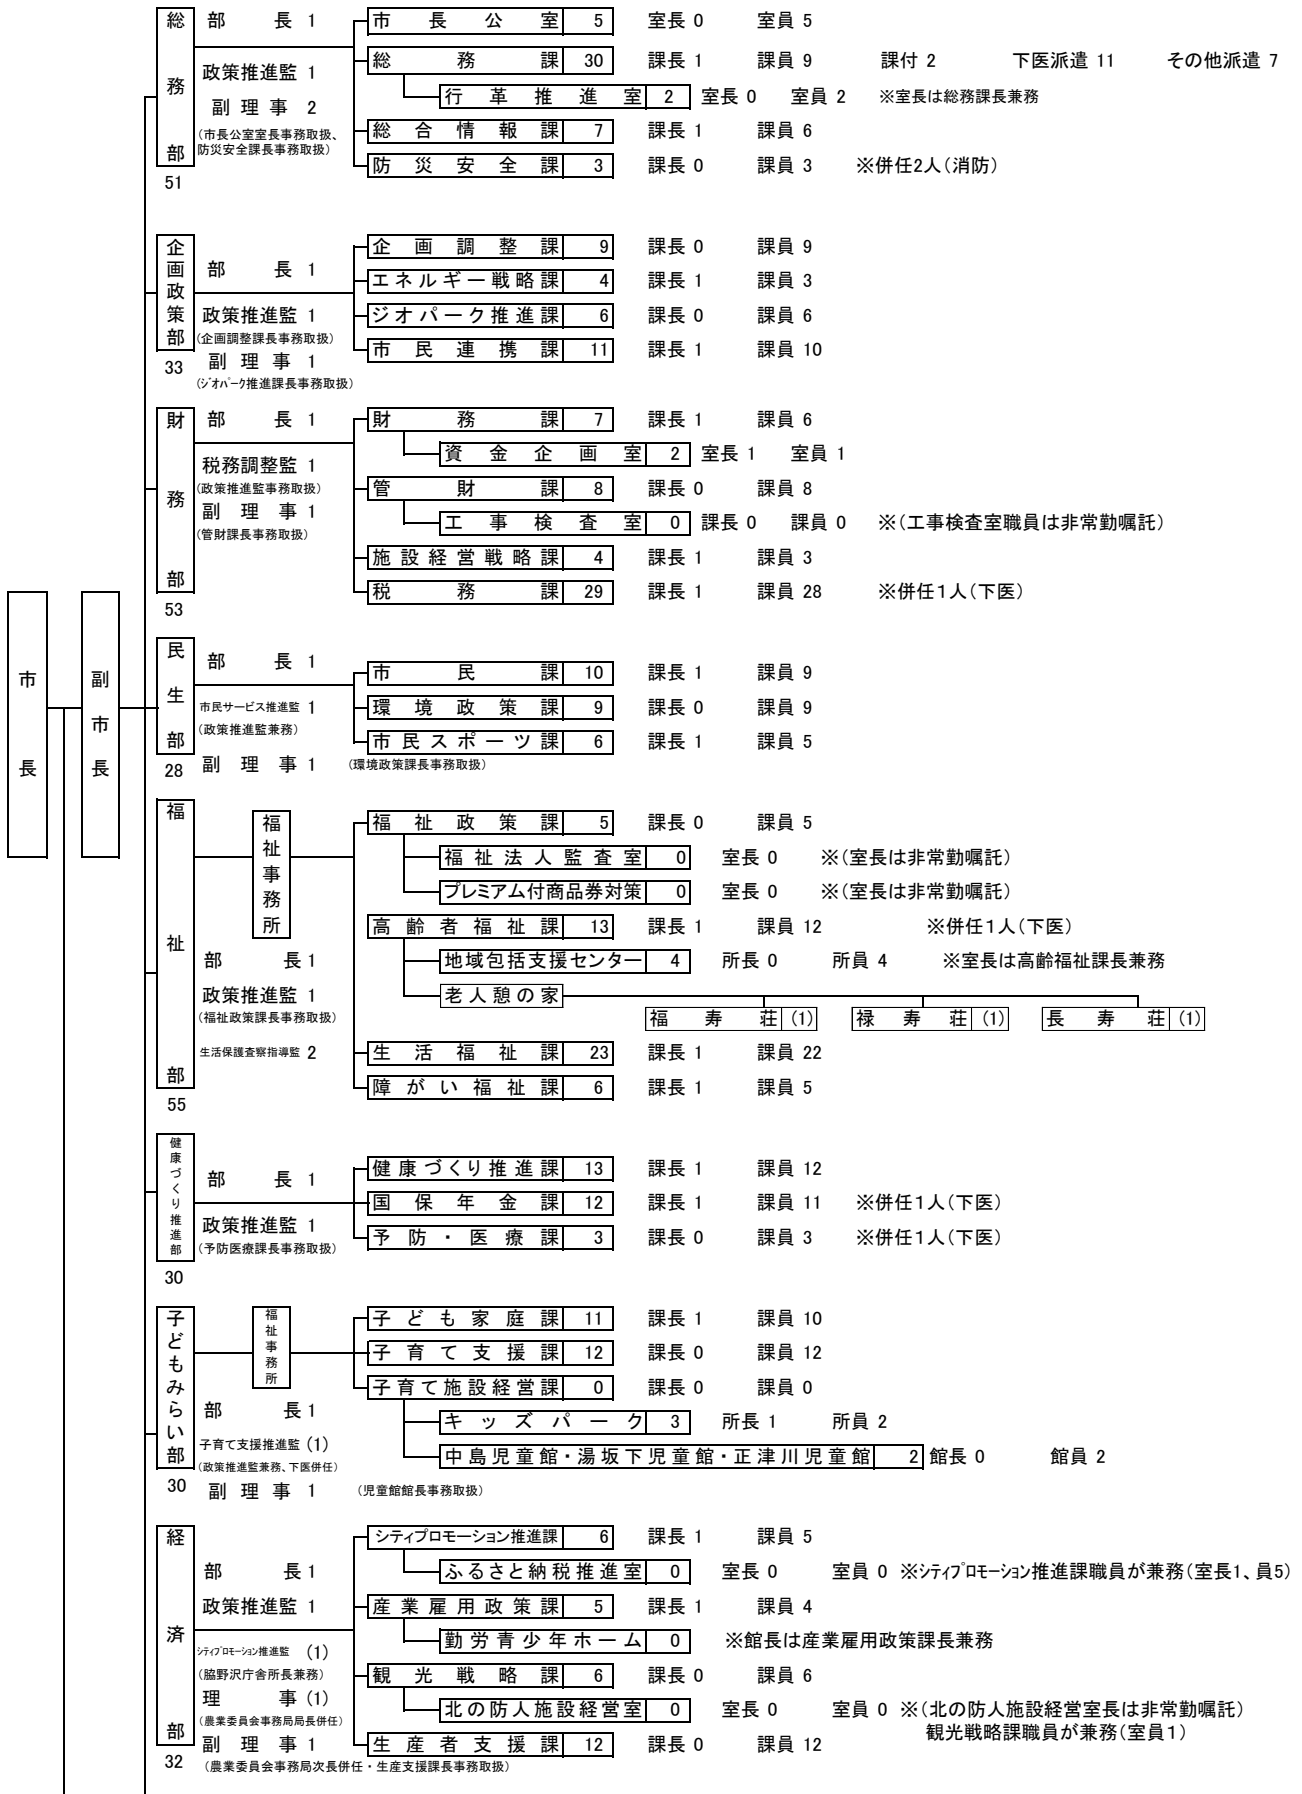 市長
副市長
総務部
51
部長 1
政策推進監 1
副理事 2
(市長公室室長事務取扱、
防災安全課長事務取扱)
市長公室 5 室長 0 室員 5
総務課 30 課長 1 課員 9 課付 2 下医派遣 11 その他派遣 7
行革推進室 2 室長 0 室員 2 ※室長は総務課長兼務
総合情報課 7 課長 1 課員 6
防災安全課 3 課長 0 課員 3 ※併任2人(消防)
企画政策部
33
部長 1
政策推進監 1
(企画調整課長事務取扱)
副理事 1
(ジオパーク推進課長事務取扱)
企画調整課 9 課長 0 課員 9
エネルギー戦略課 4 課長 1 課員 3
ジオパーク推進課 6 課長 0 課員 6
市民連携課 11 課長 1 課員 10
財務部
53
部長 1
税務調整監 1
(政策推進監事務取扱)
副理事 1
(管財課長事務取扱)
財務課 7 課長 1 課員 6
資金企画室 2 室長 1 室員 1
管財課 8 課長 0 課員 8
工事検査室 0 課長 0 課員 0 ※(工事検査室職員は非常勤嘱託)
施設経営戦略課 4 課長 1 課員 3
税務課 29 課長 1 課員 28 ※併任1人(下医)
民生部
28
部長 1
市民サービス推進監 1
(政策推進監兼務)
副理事 1 (環境政策課長事務取扱)
市民課 10 課長 1 課員 9
環境政策課 9 課長 0 課員 9
市民スポーツ課 6 課長 1 課員 5
福祉部
55
福祉事務所
部長 1
政策推進監 1
(福祉政策課長事務取扱)
生活保護査察指導監 2
福祉政策課 5 課長 0 課員 5
福祉法人監査室 0 室長 0 ※(室長は非常勤嘱託)
プレミアム付商品券対策 0 室長 0 ※(室長は非常勤嘱託)
高齢者福祉課 13 課長 1 課員 12 ※併任1人(下医)
地域包括支援センター 4 所長 0 所員 4 ※室長は高齢福祉課長兼務
老人憩の家
福寿荘 (1) 禄寿荘 (1) 長寿荘 (1)
生活福祉課 23 課長 1 課員 22
障がい福祉課 6 課長 1 課員 5
健康づくり推進部
30
部長 1
政策推進監 1
(予防医療課長事務取扱)
健康づくり推進課 13 課長 1 課員 12
国保年金課 12 課長 1 課員 11 ※併任1人(下医)
予防・医療課 3 課長 0 課員 3 ※併任1人(下医)
子どもみらい部
30
福祉事務所
部長 1
子育て支援推進監 (1)
(政策推進監兼務、下医併任)
副理事 1 (児童館館長事務取扱)
子ども家庭課 11 課長 1 課員 10
子育て支援課 12 課長 0 課員 12
子育て施設経営課 0 課長 0 課員 0
キッズパーク 3 所長 1 所員 2
中島児童館・湯坂下児童館・正津川児童館 2 館長 0 館員 2
経済部
32
部長 1
政策推進監 1
シティプロモーション推進監 (1)
(脇野沢庁舎所長兼務)
理事 (1)
(農業委員会事務局局長併任)
副理事 1
(農業委員会事務局次長併任・生産支援課長事務取扱)
シティプロモーション推進課 6 課長 1 課員 5
ふるさと納税推進室 0 室長 0 室員 0 ※シティプロモーション推進課職員が兼務(室長1、員5)
産業雇用政策課 5 課長 1 課員 4
勤労青少年ホーム 0 ※館長は産業雇用政策課長兼務
観光戦略課 6 課長 0 課員 6
北の防人施設経営室 0 室長 0 室員 0 ※(北の防人施設経営室長は非常勤嘱託)
観光戦略課職員が兼務(室員1)
生産者支援課 12 課長 0 課員 12